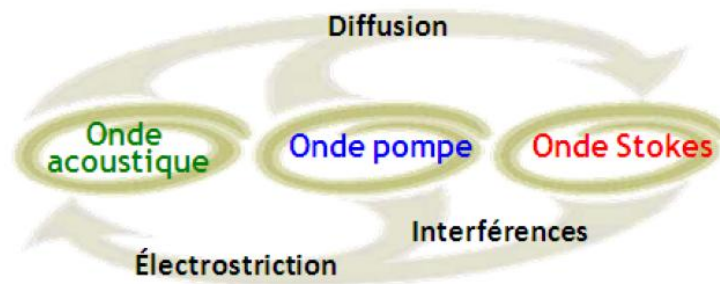 Diffusion
Onde
acoustique
Onde pompe
Onde Stokes
Interférences
Électrostriction